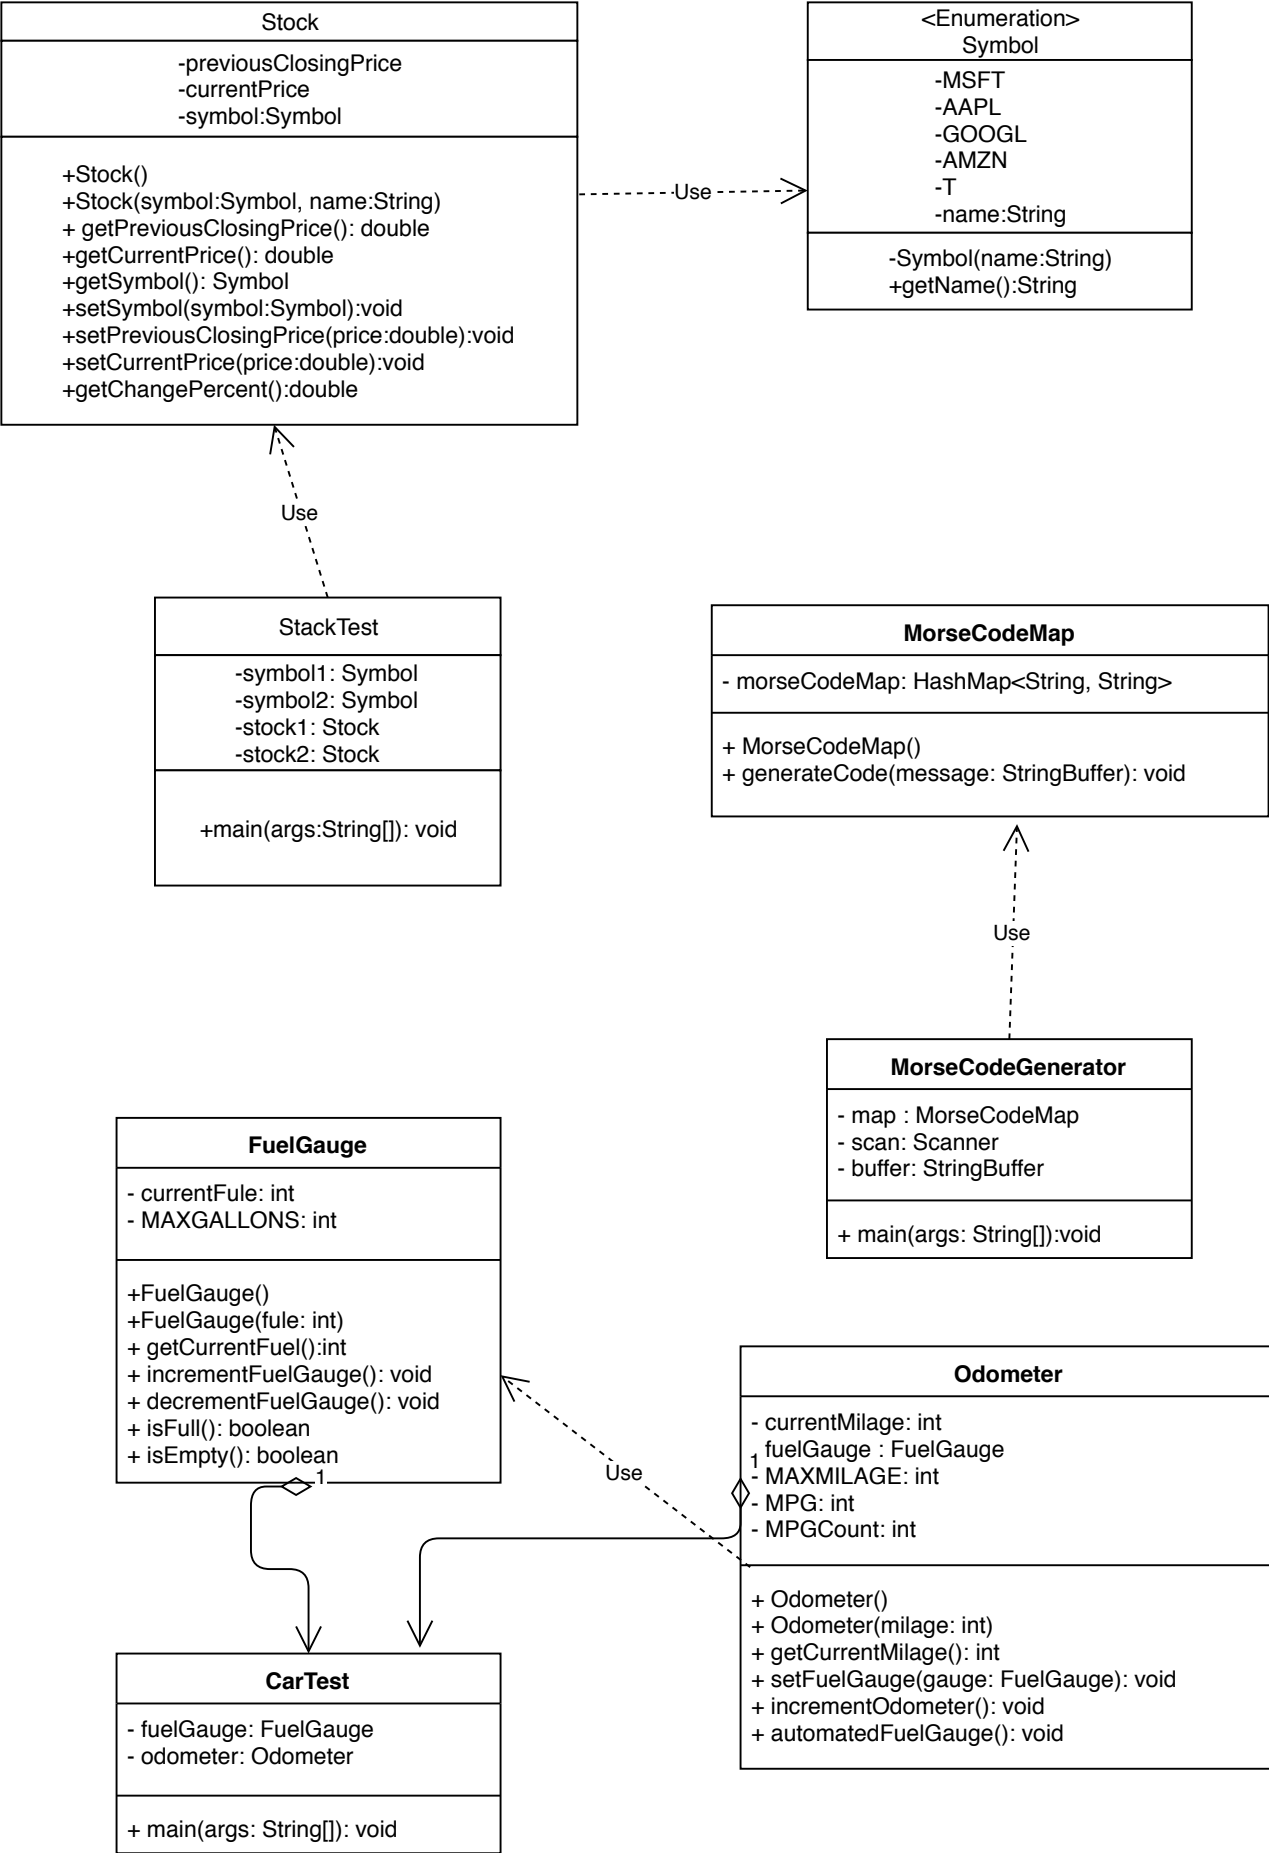 Stock
-previousClosingPrice
-currentPrice
-symbol:Symbol
+Stock()
+Stock(symbol:Symbol, name:String)
+ getPreviousClosingPrice(): double
+getCurrentPrice(): double
+getSymbol(): Symbol
+setSymbol(symbol:Symbol):void
+setPreviousClosingPrice(price:double):void
+setCurrentPrice(price:double):void
+getChangePercent():double
Use
<Enumeration>
Symbol
-MSFT
-AAPL
-GOOGL
-AMZN
-T
-name:String
-Symbol(name:String)
+getName():String
Use
StackTest
-symbol1: Symbol
-symbol2: Symbol
-stock1: Stock
-stock2: Stock
+main(args:String[]): void
MorseCodeMap
- morseCodeMap: HashMap<String, String>
+ MorseCodeMap()
+ generateCode(message: StringBuffer): void
Use
MorseCodeGenerator
- map : MorseCodeMap
- scan: Scanner
- buffer: StringBuffer
+ main(args: String[]):void
FuelGauge
- currentFule: int
- MAXGALLONS: int
+FuelGauge()
+FuelGauge(fule: int)
+ getCurrentFuel():int
+ incrementFuelGauge(): void
+ decrementFuelGauge(): void
+ isFull(): boolean
+ isEmpty(): boolean
1
Use
Odometer
- currentMilage: int
fuelGauge : FuelGauge
1
- MAXMILAGE: int
- MPG: int
- MPGCount: int
+ Odometer()
+ Odometer(milage: int)
+ getCurrentMilage(): int
+ setFuelGauge(gauge: FuelGauge): void
+ incrementOdometer(): void
+ automatedFuelGauge(): void
CarTest
- fuelGauge: FuelGauge
- odometer: Odometer
+ main(args: String[]): void